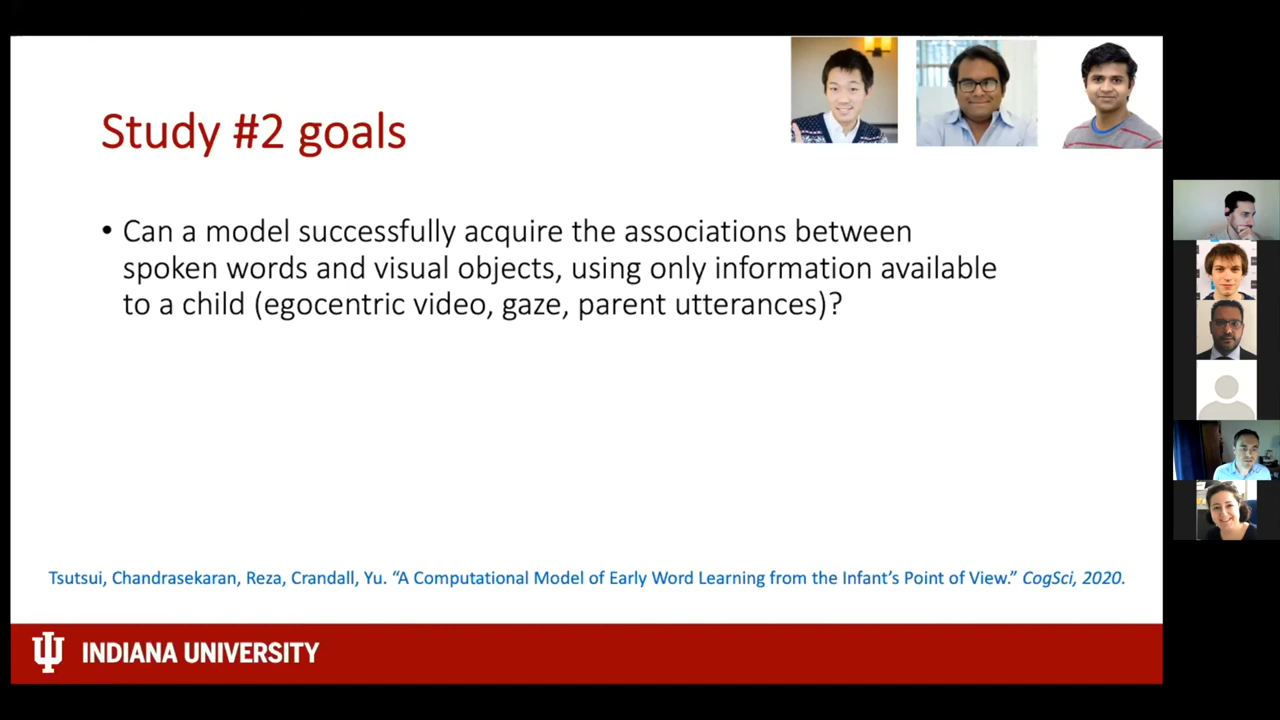 Study #2 goals
• Can a model successfully acquire the associations between
spoken words and visual objects, using only information available
to a child (egocentric video, gaze, parent utterances)?
Tsutsui, Chandrasekaran, Reza, Crandall, Yu. “A Computational Model of Early Word Learning from the Infant’s Point of View.” CogSci, 2020.
INDIANA UNIVERSITY